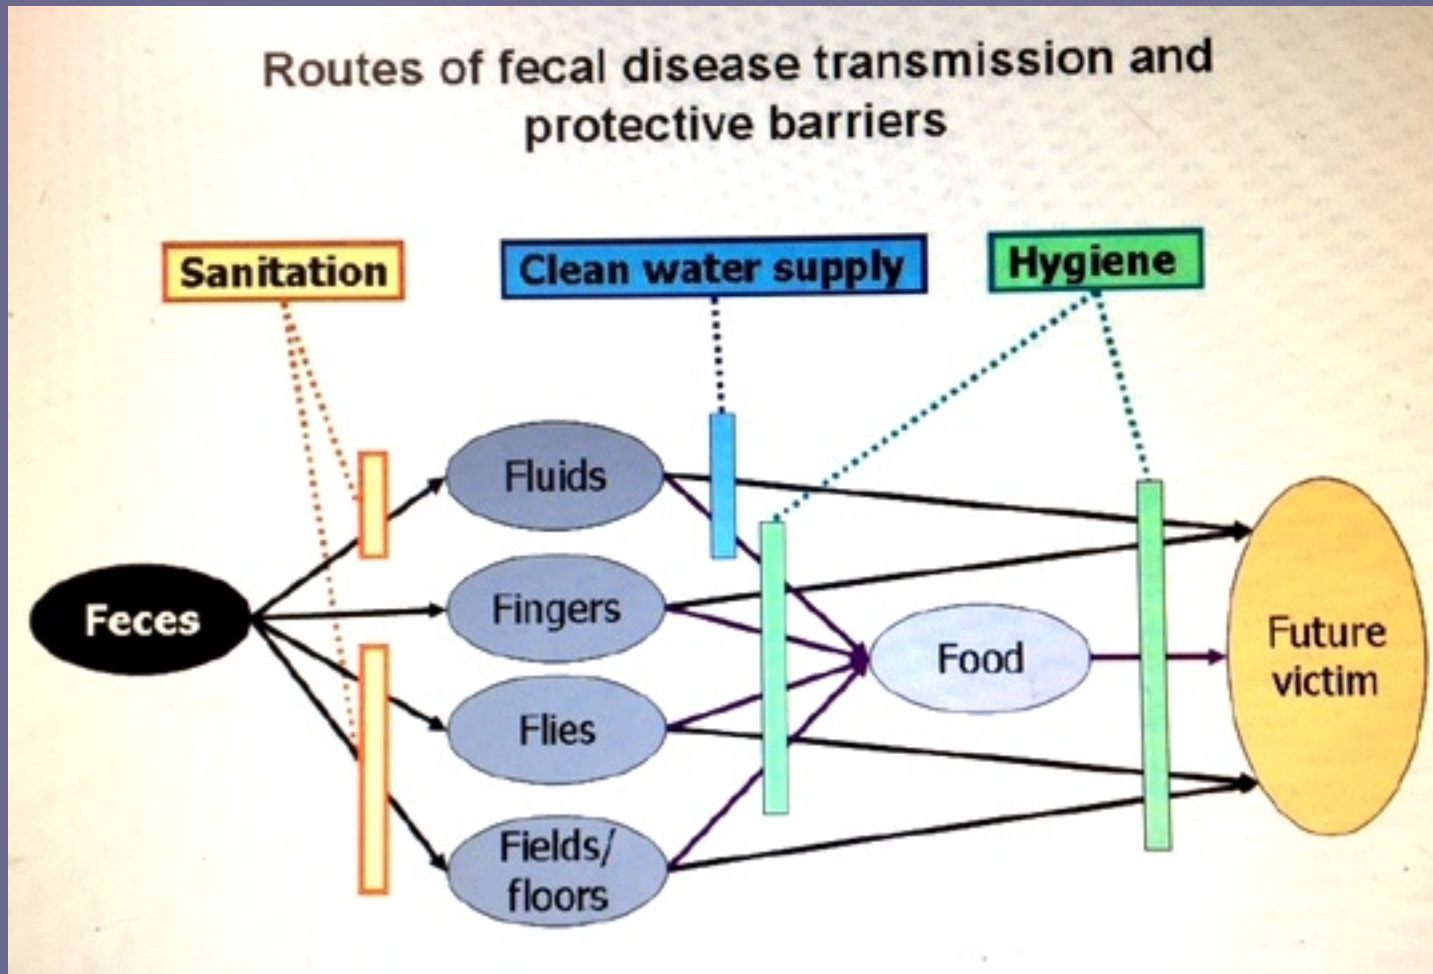 Routes of fecal disease transmission and
protective barriers
Sanitation
Clean water supply
Hygiene
Fluids
Feces
Fingers
Food
Future
victim
Flies
Fields/
floors